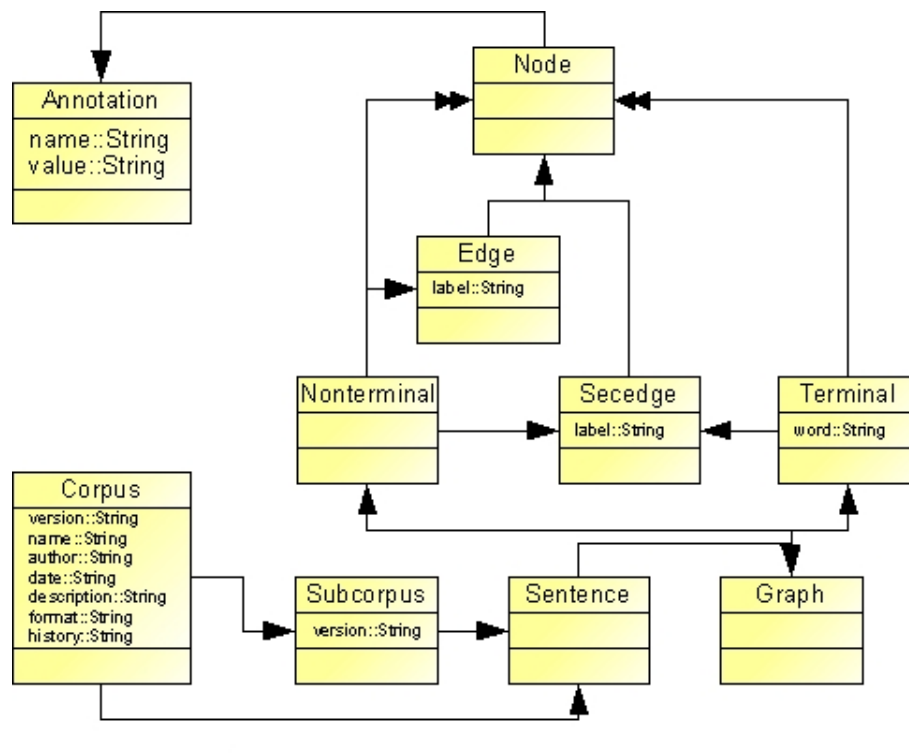 Node
Annotation
name::String
value::String
Edge
label::String
Nonterminal
Secedge
label::String
Terminal
word::String
Corpus
version::String
name::String
author::String
date::String
description::String
format::String
history::String
Subcorpus
version::String
Sentence
Graph